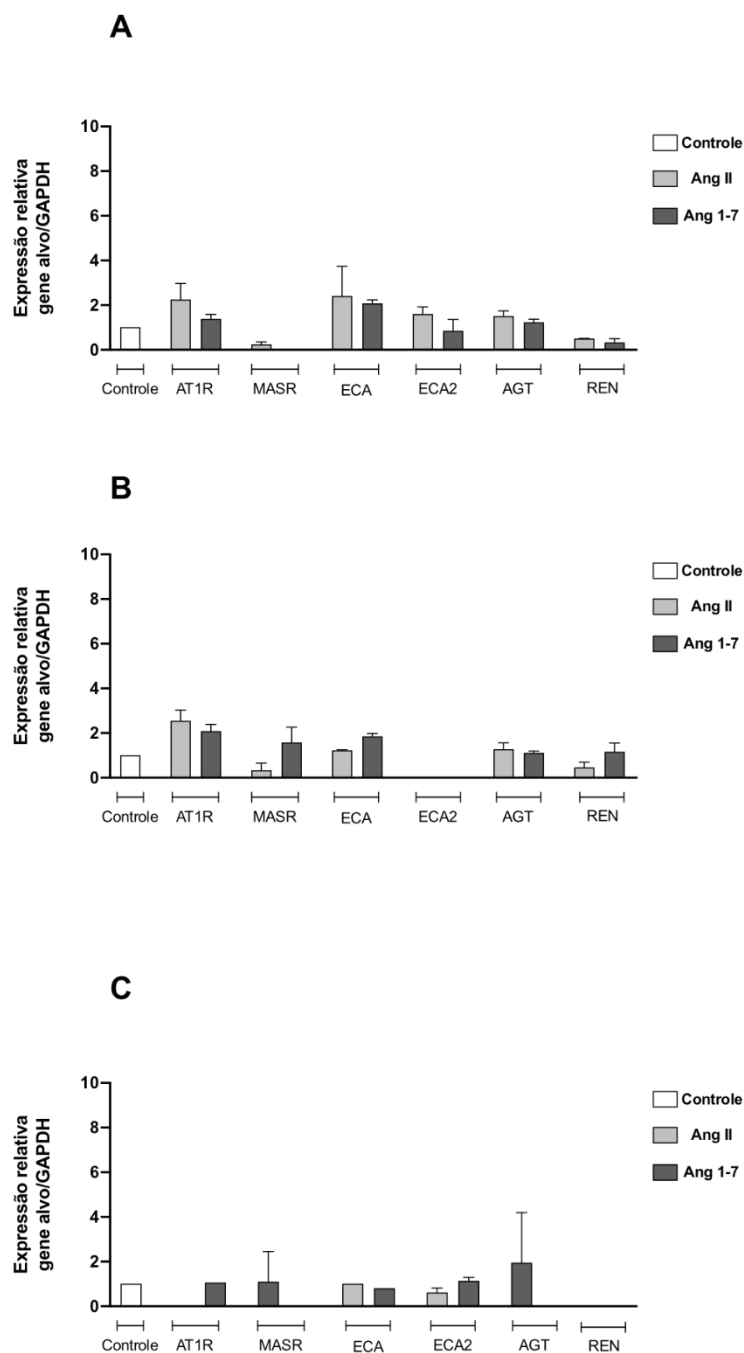 A
Expressão relativa
gene alvo/GAPDH
10
8
6
4
2
0
Controle
AT1R
MASR
ECA
ECA2
AGT
REN
Controle
Ang II
Ang 1-7
B
Expressão relativa
gene alvo/GAPDH
10
8
6
4
2
0
Controle
AT1R
MASR
ECA
ECA2
AGT
REN
Controle
Ang II
Ang 1-7
C
Expressão relativa
gene alvo/GAPDH
10
8
6
4
2
0
Controle
AT1R
MASR
ECA
ECA2
AGT
REN
Controle
Ang II
Ang 1-7